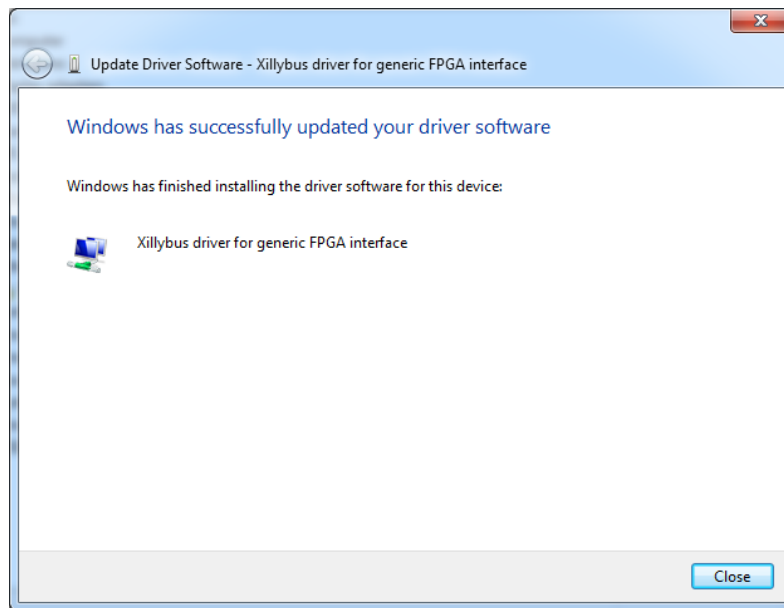 Update Driver Software - Xillybus driver for generic FPGA interface
Windows has successfully updated your driver software
Windows has finished installing the driver software for this device:
Xillybus driver for generic FPGA interface
Close